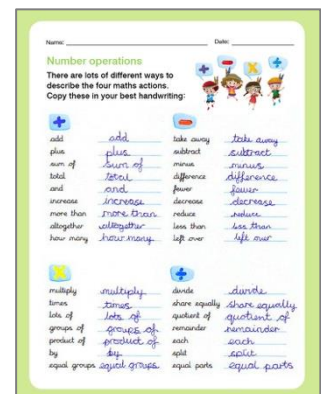 Name: Date:
Number operations
There are lots of different ways to
describe the four maths actions.
Copy these in your best handwriting:
+
add add
plus plus
sum of sum of
total total
and and
increase increase
more than more than
altogether altogether
how many how many
−
take away take away
subtract subtract
minus minus
difference difference
fewer fewer
decrease decrease
reduce reduce
less than less than
left over left over
×
multiply multiply
times times
lots of lots of
groups of groups of
product of product of
by by
equal groups equal groups
÷
divide divide
share equally share equally
quotient of quotient of
remainder remainder
each each
split split
equal parts equal parts